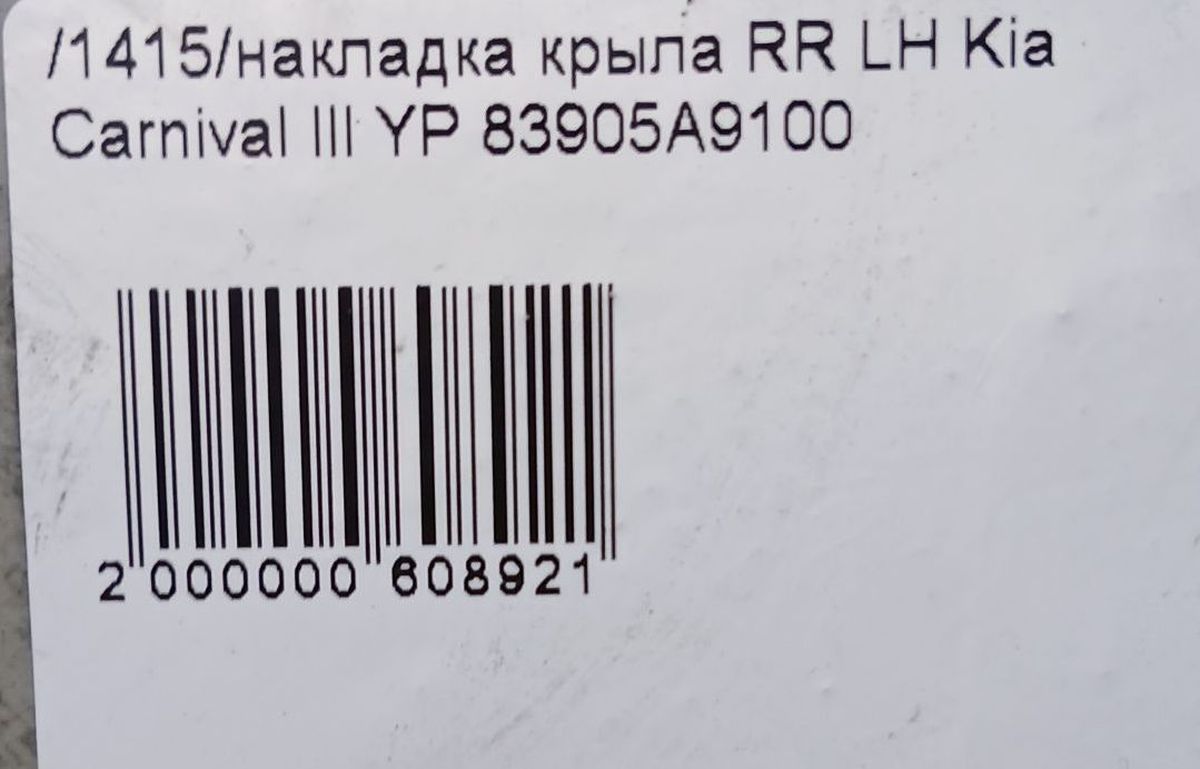 /1415/накладка крыла RR LH Kia
Carnival III YP 83905A9100
2 000000 608921